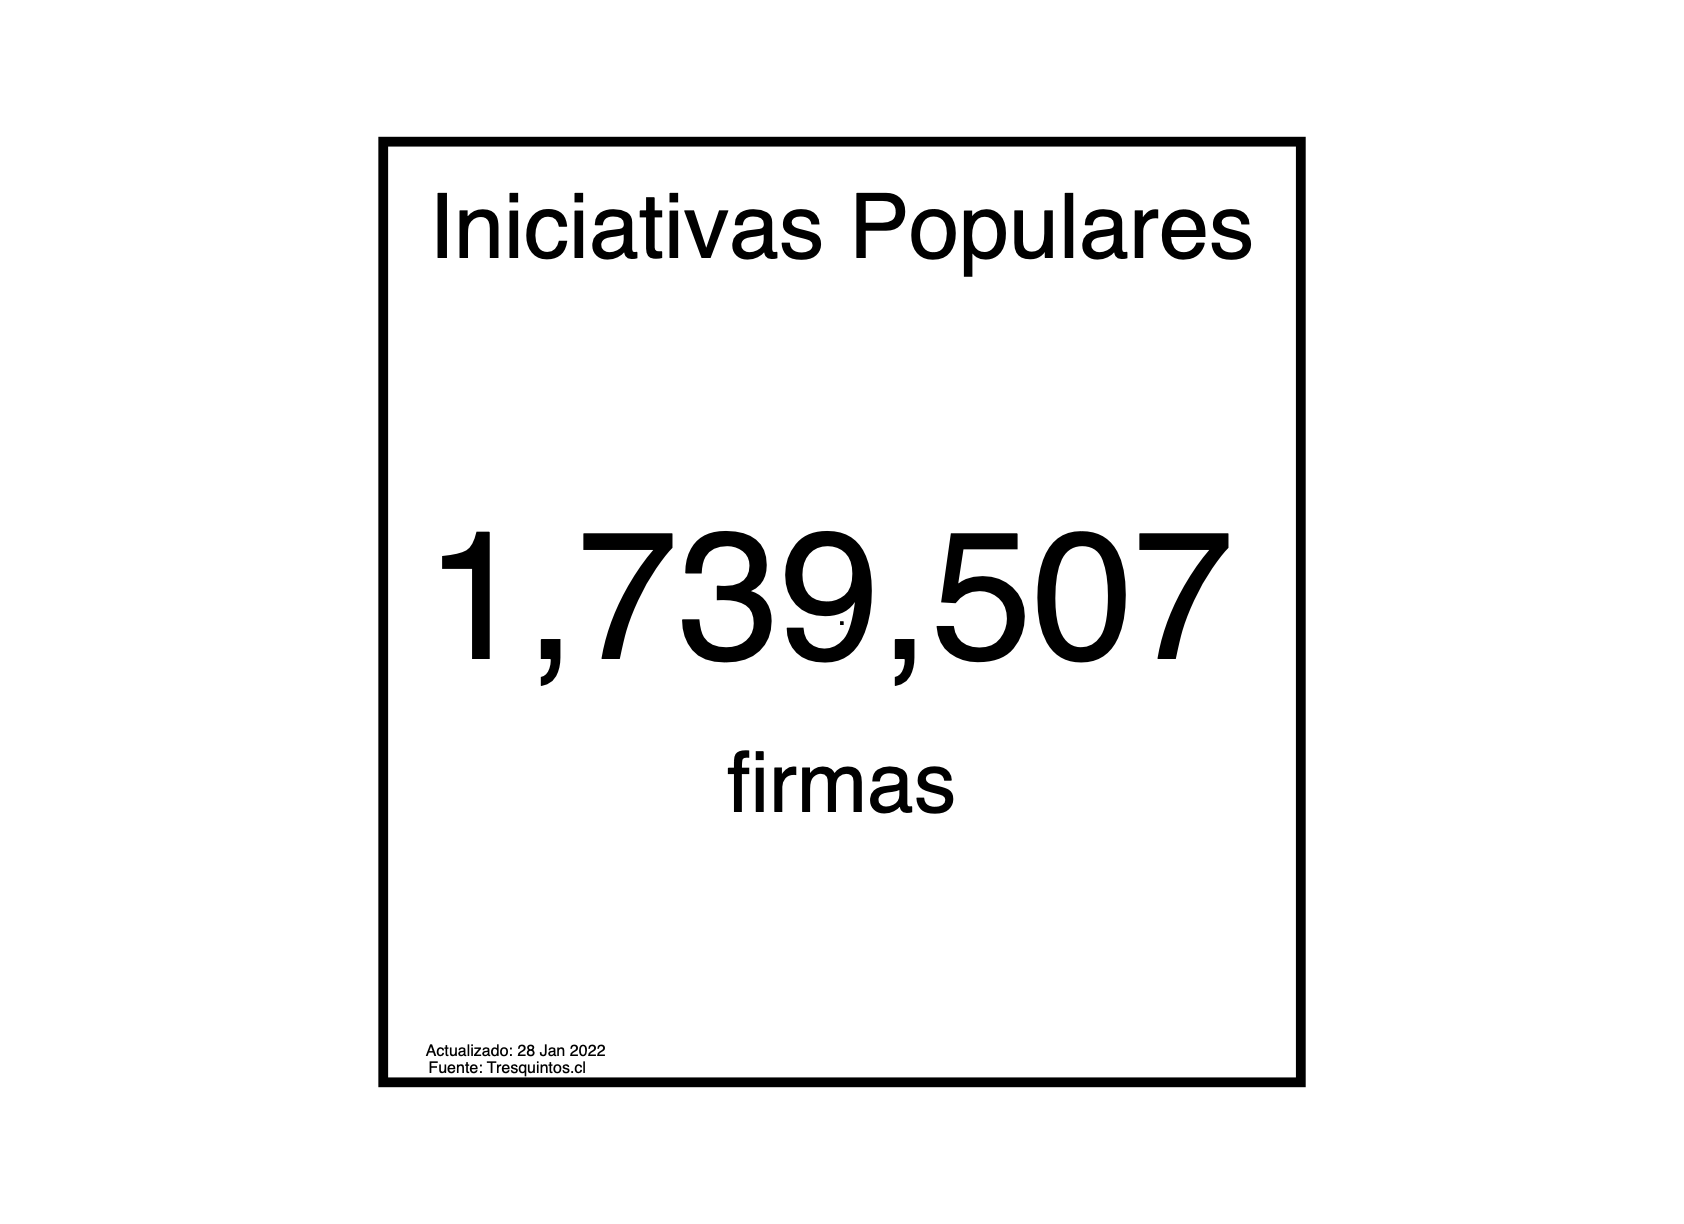 Iniciativas Populares
1,739,507
firmas
Actualizado: 28 Jan 2022
Fuente: Tresquintos.cl